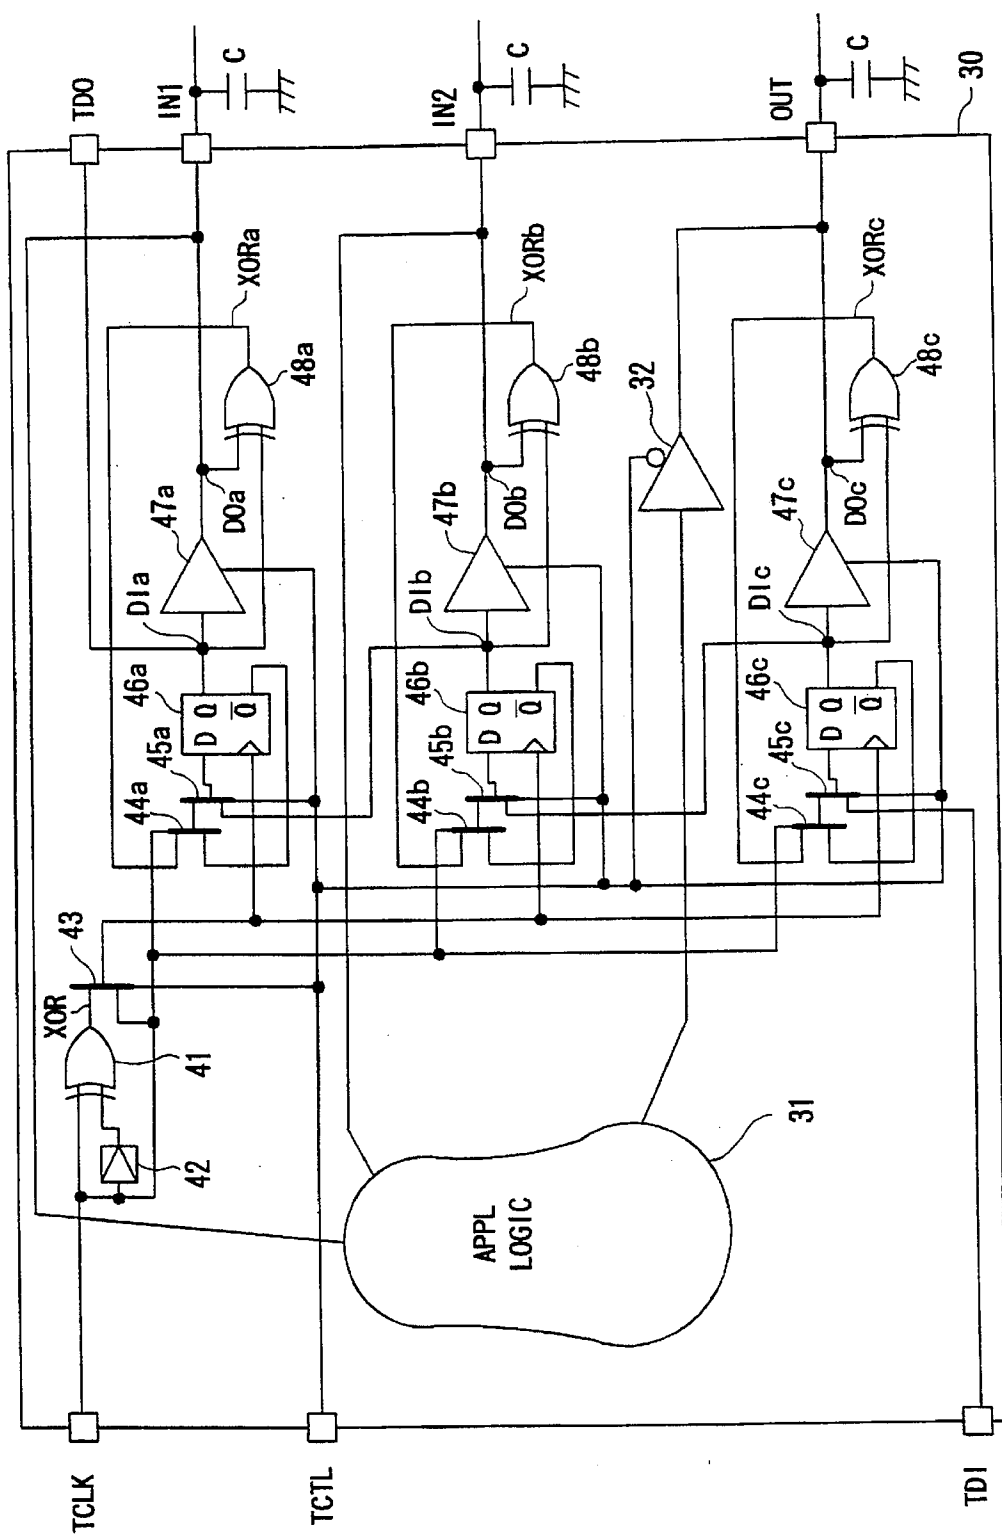 TDO
IN1
C
IN2
C
OUT
C
30
XORa
48a
XORb
48b
XORc
48c
32
47a
DOa
47b
DOb
47c
DOc
DIa
DIb
DIc
46a
D Q
Q
46b
D Q
Q
46c
D Q
Q
45a
44a
45b
44b
45c
44c
43
XOR
41
42
31
APPL
LOGIC
TCLK
TCTL
TDI